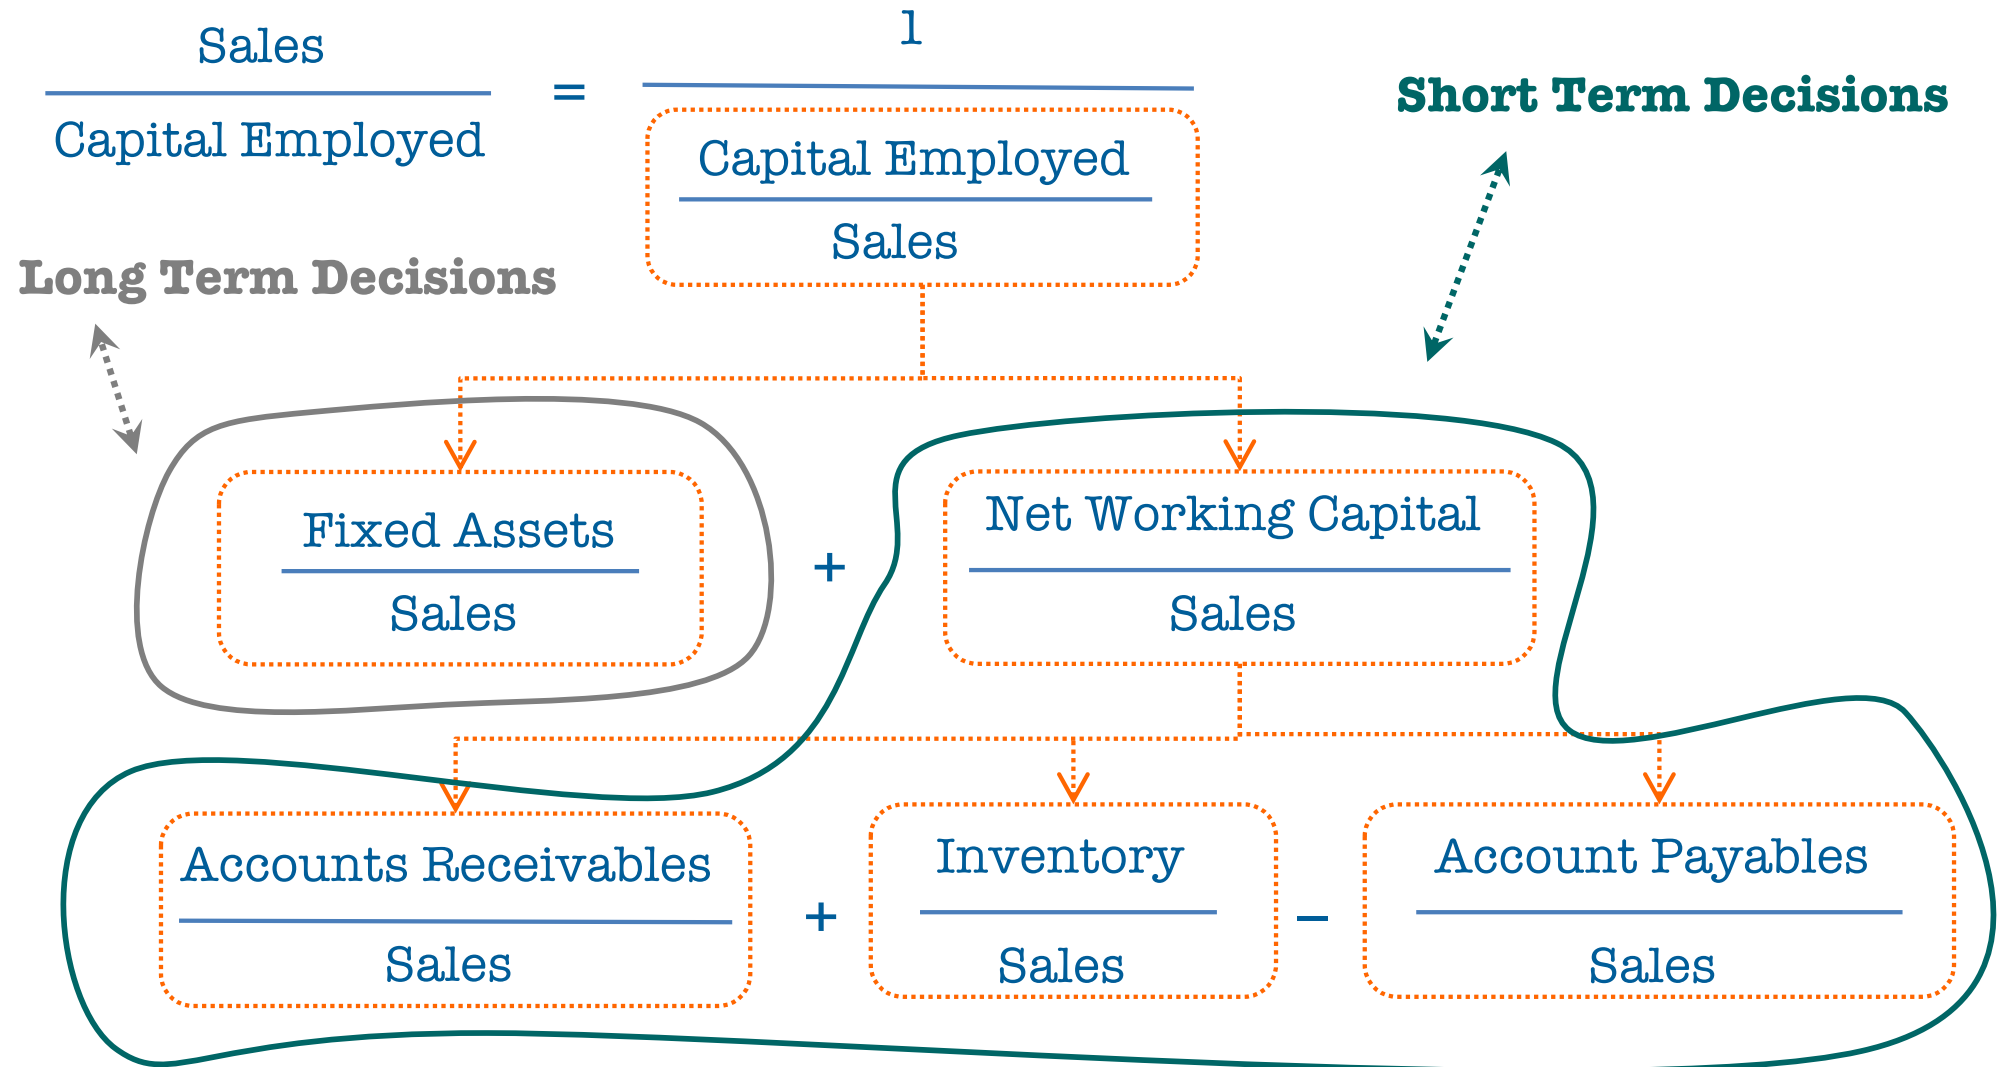 Sales
Capital Employed
=
1
Capital Employed
Sales
Short Term Decisions
Long Term Decisions
Fixed Assets
Sales
+
Net Working Capital
Sales
Accounts Receivables
Sales
+
Inventory
Sales
–
Account Payables
Sales